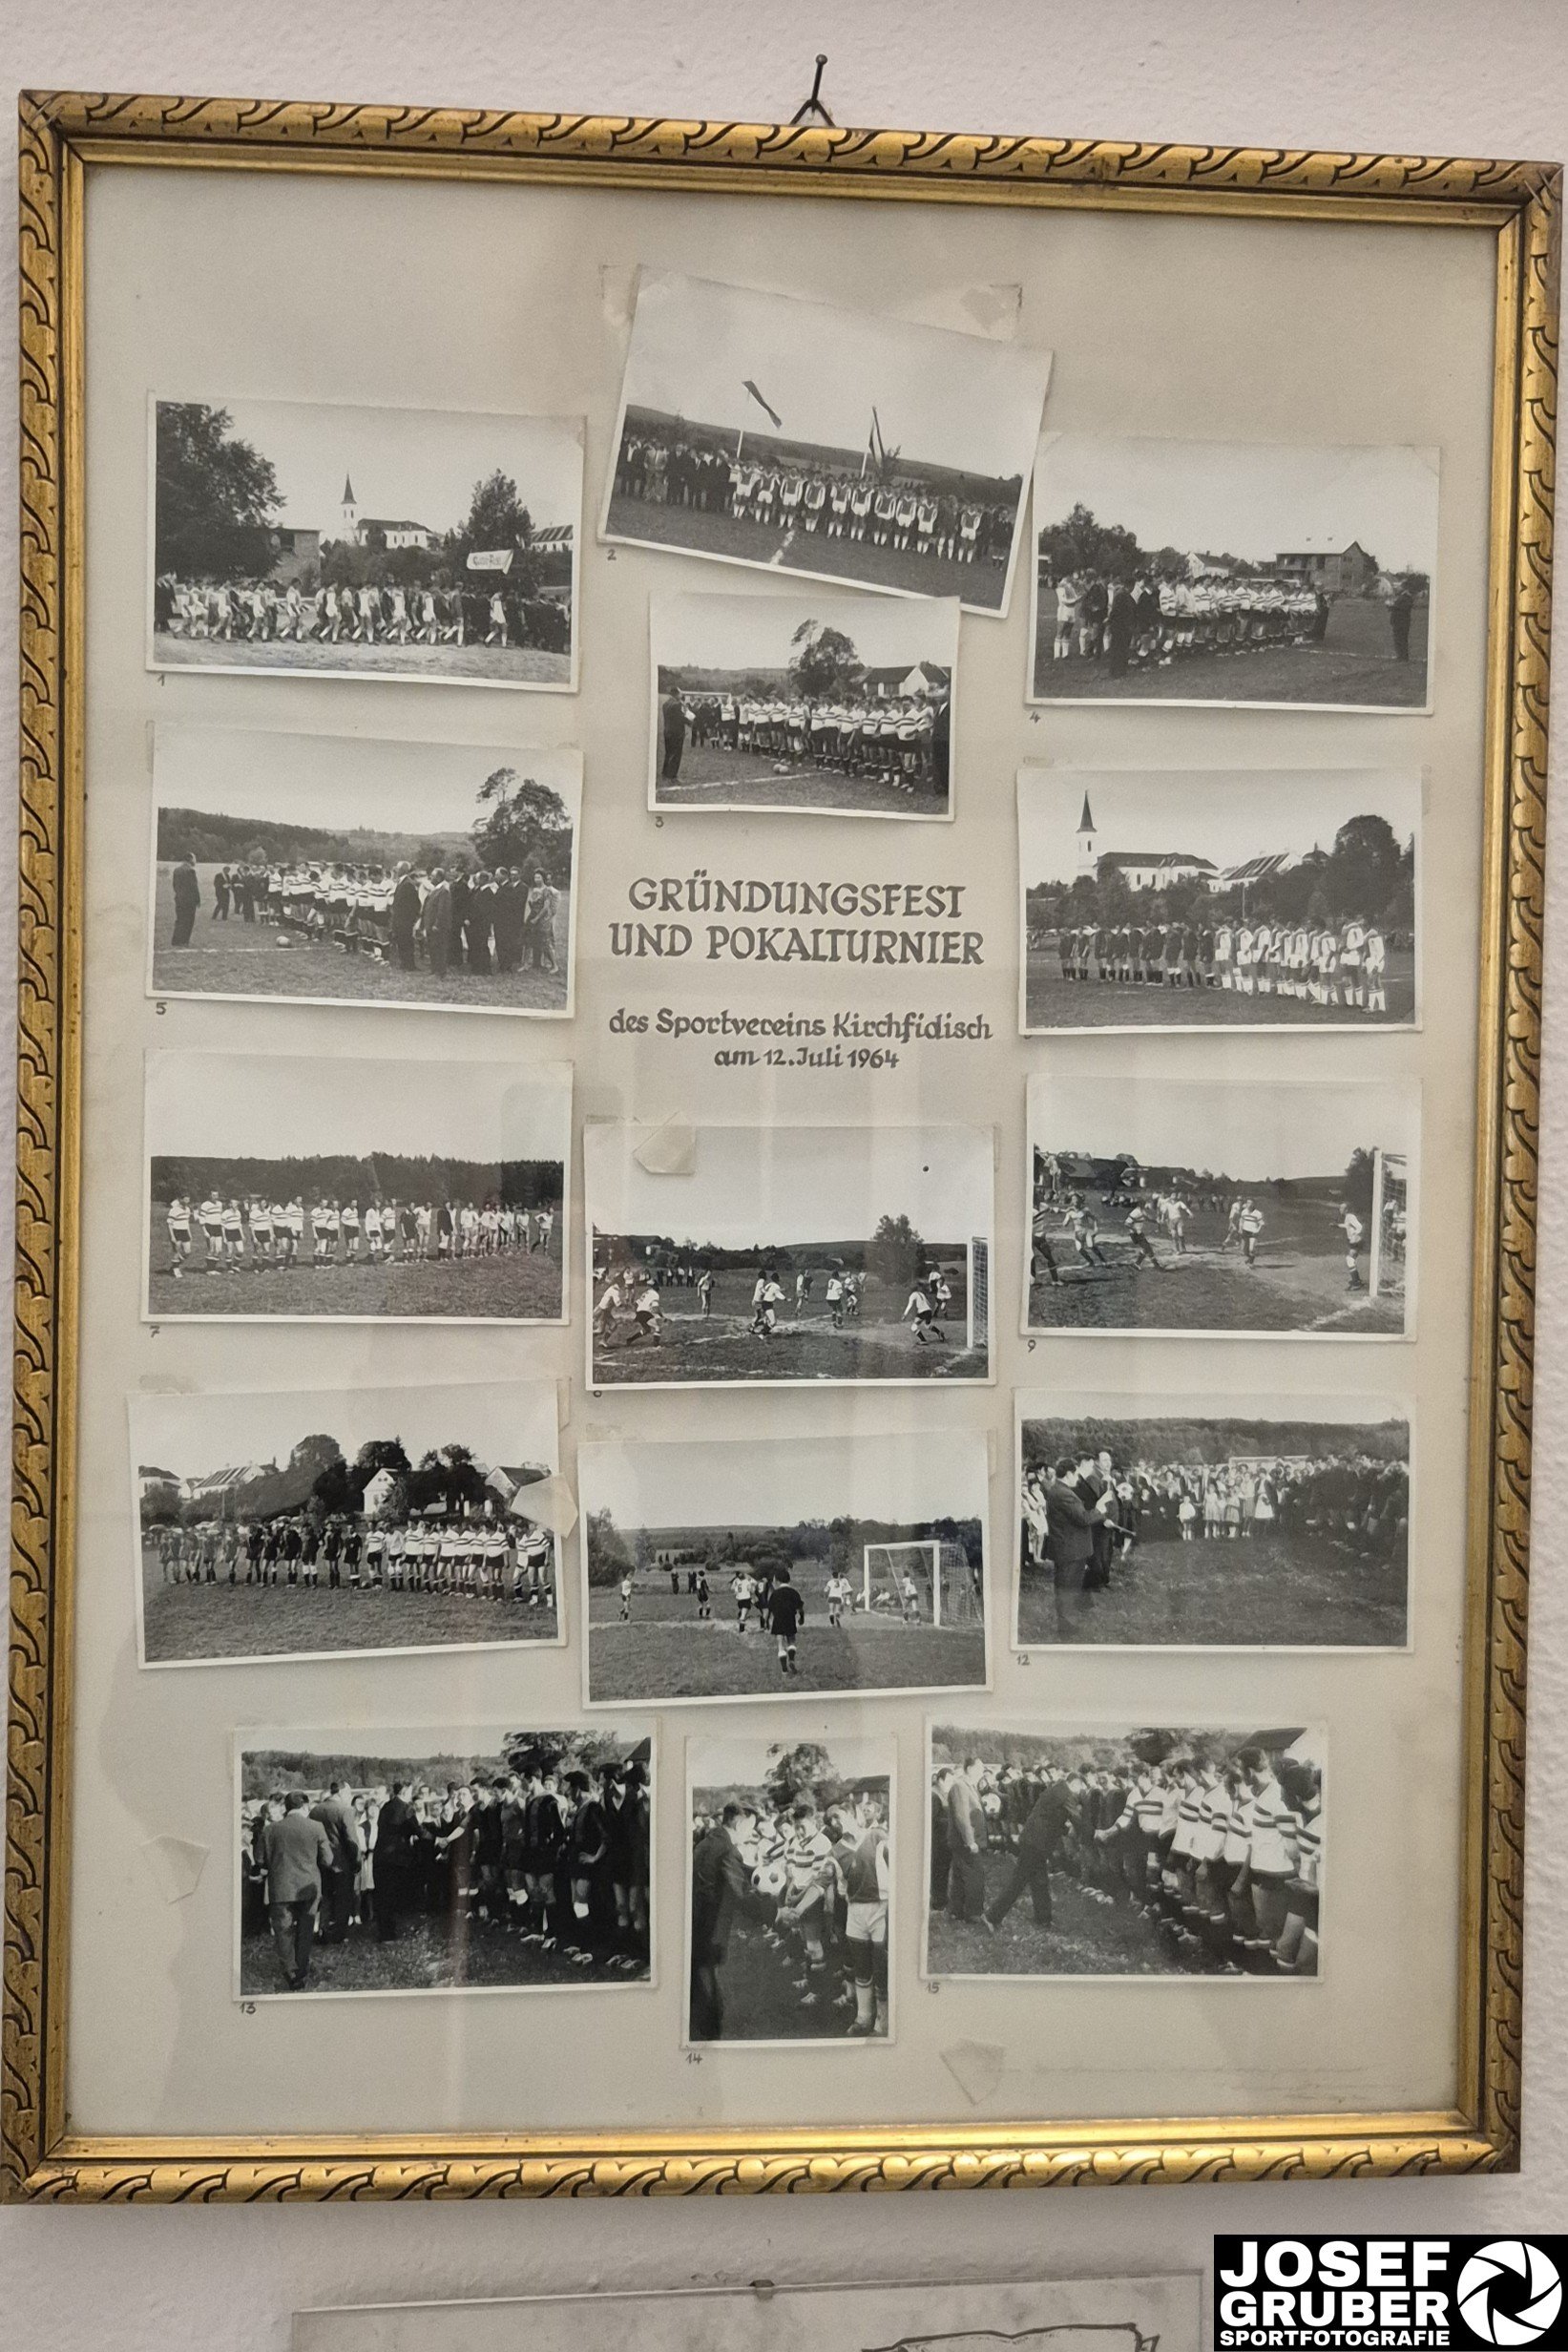 1
2
3
4
5
GRÜNDUNGSFEST
UND POKALTURNIER
des Sportvereins Kirchfidisch
am 12. Juli 1964
7
9
12
13
14
15
JOSEF
GRUBER
SPORTFOTOGRAFIE